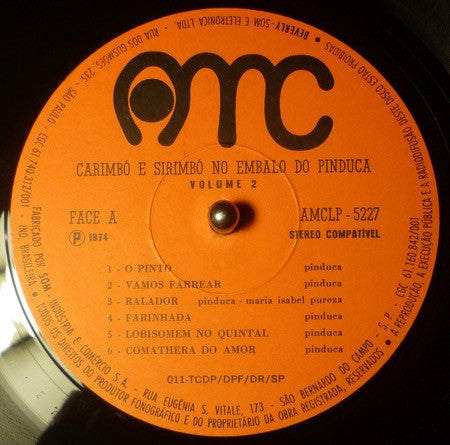 AMC
CARIMBÓ E SIRIMBÓ NO EMBALO DO PINDUCA
VOLUME 2
FACE A
AMCLP - 5227
℗ 1974
STEREO COMPATÍVEL
1 - O PINTO pinduca
2 - VAMOS FARREAR pinduca
3 - RALADOR pinduca - maria isabel pureza
4 - FARINHADA pinduca
5 - LOBISOMEM NO QUINTAL pinduca
6 - COMATHERA DO AMOR pinduca
011-TCDP/DPF/DR/SP
FABRICADO POR SOM - INDÚSTRIA E COMÉRCIO S A. - RUA EUGÊNIA S. VITALE, 173 - SÃO BERNARDO DO CAMPO - S. P. - CGC 61.160.842/001
IND BRASILEIRA - TODOS OS DIREITOS DO PRODUTOR FONOGRÁFICO E DO PROPRIETÁRIO DA OBRA GRAVADA, RESERVADOS
- A REPRODUÇÃO, A EXECUÇÃO PÚBLICA E A RADIODIFUSÃO DESTE DISCO ESTÃO PROIBIDAS
BEVERLY - SOM E ELETRONICA LTDA. - RUA DOS GUSMÕES, 235 - SÃO PAULO - CGC 61.740.312/001